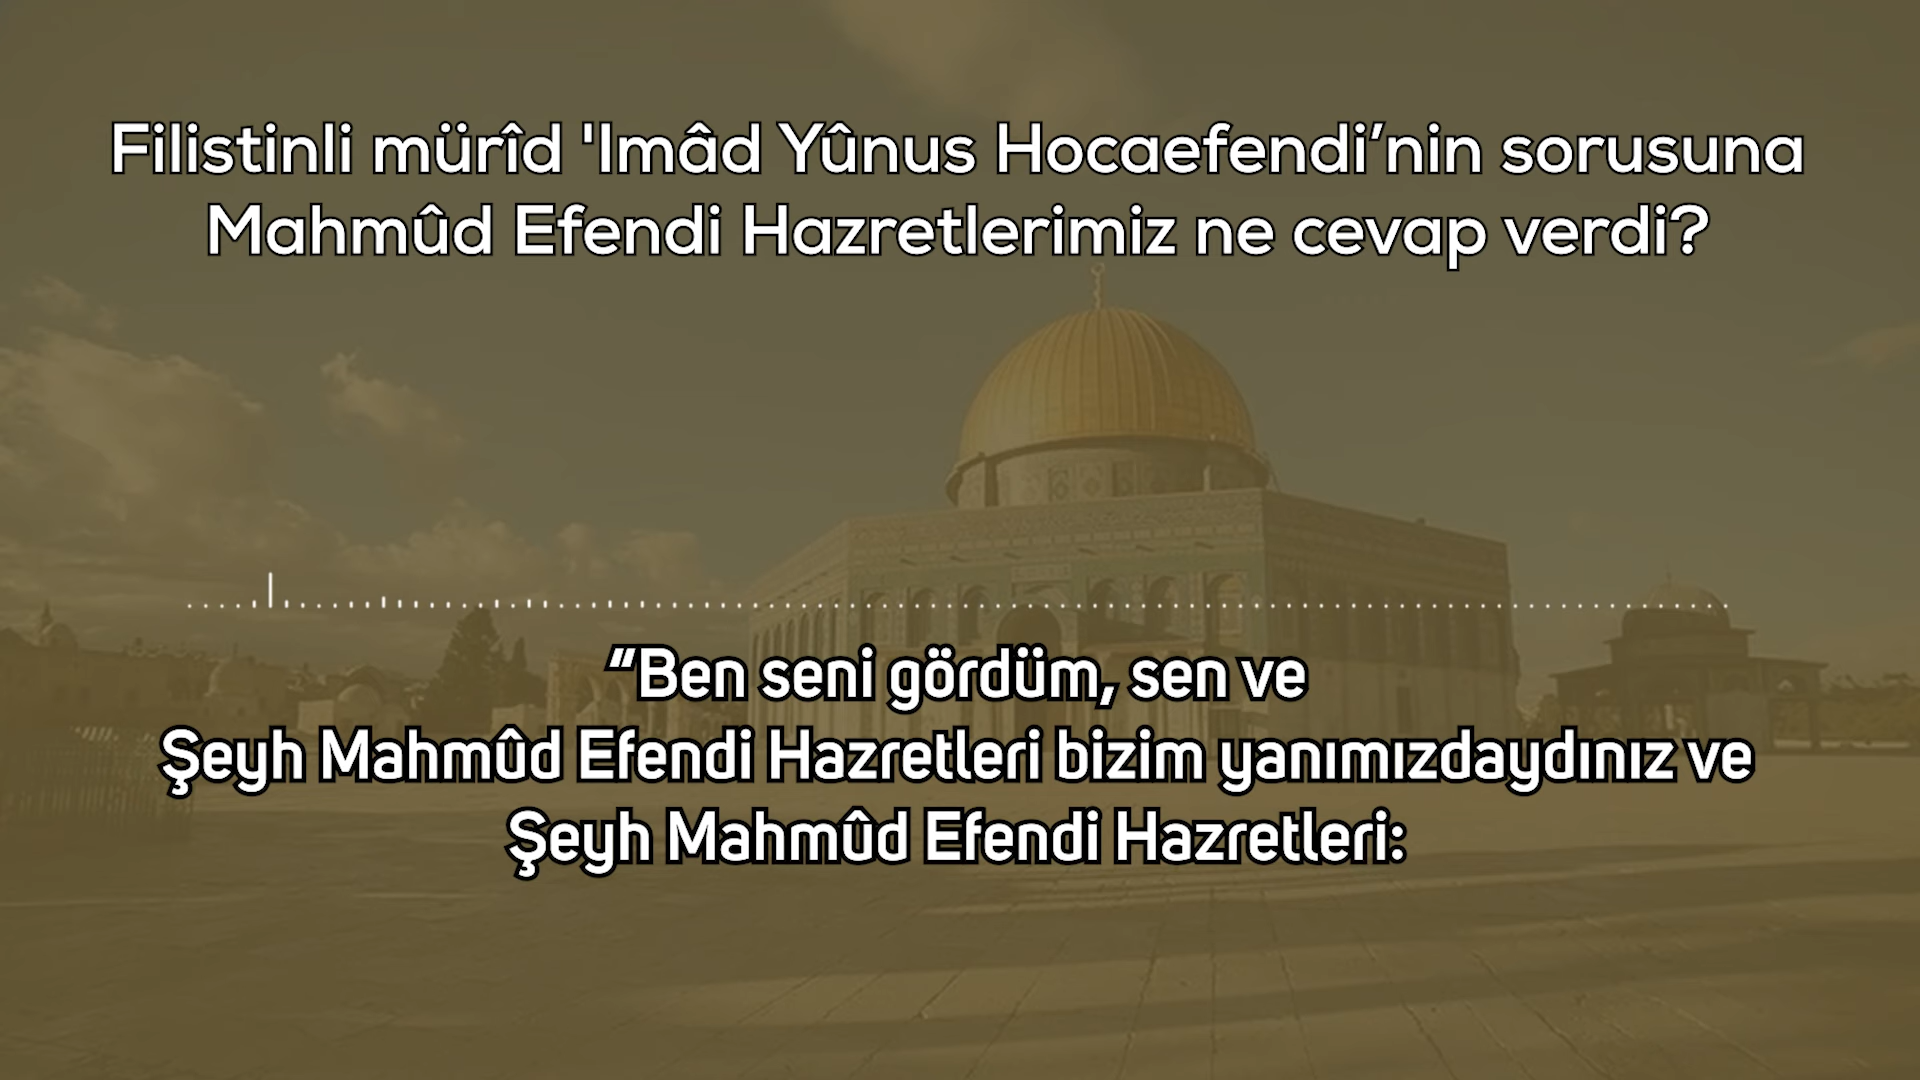 Filistinli mürîd 'Imâd Yûnus Hocaefendi’nin sorusuna
Mahmûd Efendi Hazretlerimiz ne cevap verdi?
“Ben seni gördüm, sen ve
Şeyh Mahmûd Efendi Hazretleri bizim yanımızdaydınız ve
Şeyh Mahmûd Efendi Hazretleri: